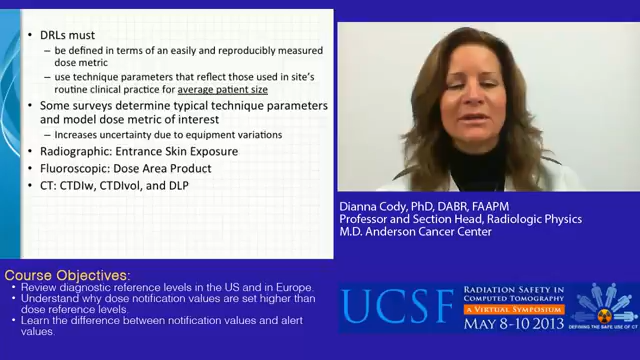 • DRLs must
– be defined in terms of an easily and reproducibly measured
dose metric
– use technique parameters that reflect those used in site's
routine clinical practice for average patient size
• Some surveys determine typical technique parameters
and model dose metric of interest
– Increases uncertainty due to equipment variations
• Radiographic: Entrance Skin Exposure
• Fluoroscopic: Dose Area Product
• CT: CTDIw, CTDIvol, and DLP
Dianna Cody, PhD, DABR, FAAPM
Professor and Section Head, Radiologic Physics
M.D. Anderson Cancer Center
Course Objectives:
• Review diagnostic reference levels in the US and in Europe.
• Understand why dose notification values are set higher than
dose reference levels.
• Learn the difference between notification values and alert
values.
UCSF
RADIATION SAFETY IN
COMPUTED TOMOGRAPHY
A VIRTUAL SYMPOSIUM
MAY 8-10 2013
DEFINING THE SAFE USE OF CT